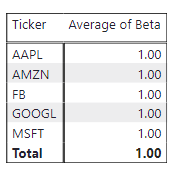 Ticker Average of Beta
AAPL 1.00
AMZN 1.00
FB 1.00
GOOGL 1.00
MSFT 1.00
Total 1.00